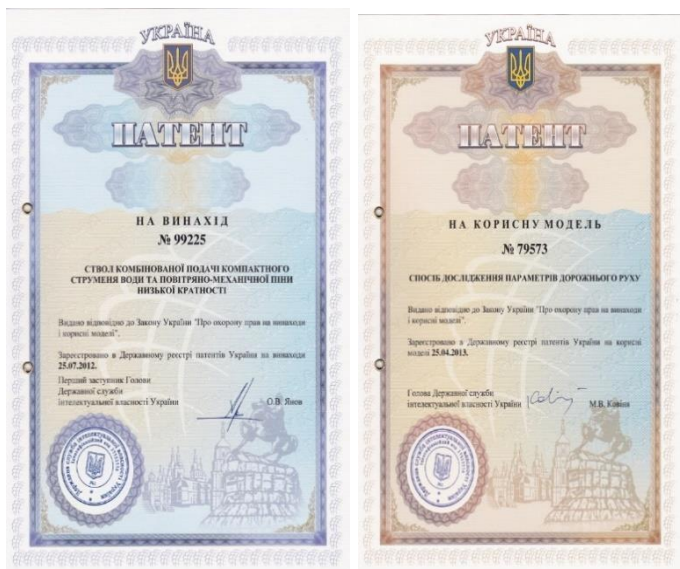 УКРАЇНА
ПАТЕНТ
НА ВИНАХІД
№ 99225
СТВОЛ КОМБІНОВАНОЇ ПОДАЧІ КОМПАКТНОГО
СТРУМЕНЯ ВОДИ ТА ПОВІТРЯНО-МЕХАНІЧНОЇ ПІНИ
НИЗЬКОЇ КРАТНОСТІ
Видано відповідно до Закону України "Про охорону прав на винаходи
і корисні моделі".
Зареєстровано в Державному реєстрі патентів України на винаходи
25.07.2012.
Перший заступник Голови
Державної служби
інтелектуальної власності України
О.В. Янов
УКРАЇНА
ПАТЕНТ
НА КОРИСНУ МОДЕЛЬ
№ 79573
СПОСІБ ДОСЛІДЖЕННЯ ПАРАМЕТРІВ ДОРОЖНЬОГО РУХУ
Видано відповідно до Закону України "Про охорону прав на винаходи
і корисні моделі".
Зареєстровано в Державному реєстрі патентів України на корисні
моделі 25.04.2013.
Голова Державної служби
інтелектуальної власності України
М.В. Ковіня